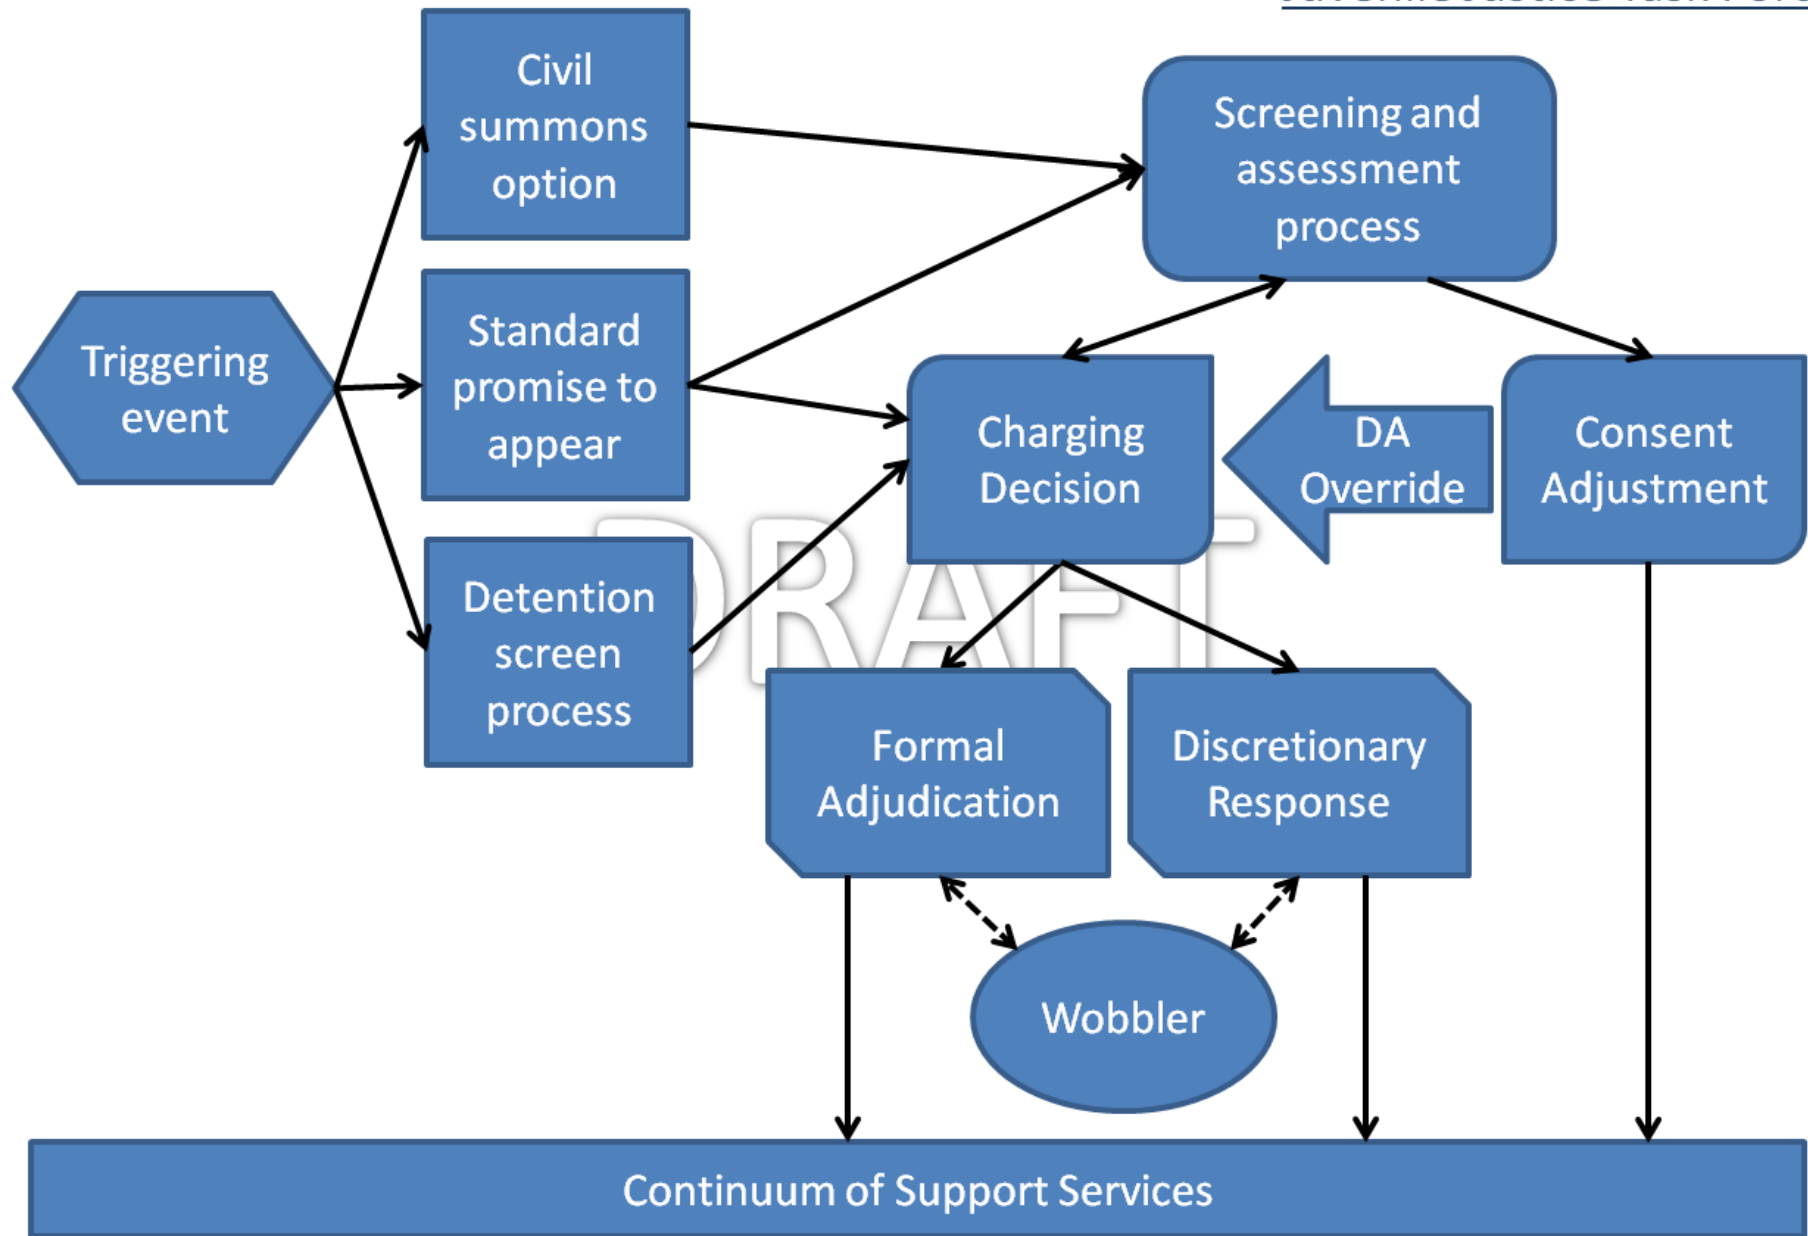 Civil
summons
option
Screening and
assessment
process
Triggering
event
Standard
promise to
appear
Charging
Decision
DA
Override
Consent
Adjustment
DRAFT
Detention
screen
process
Formal
Adjudication
Discretionary
Response
Wobbler
Continuum of Support Services